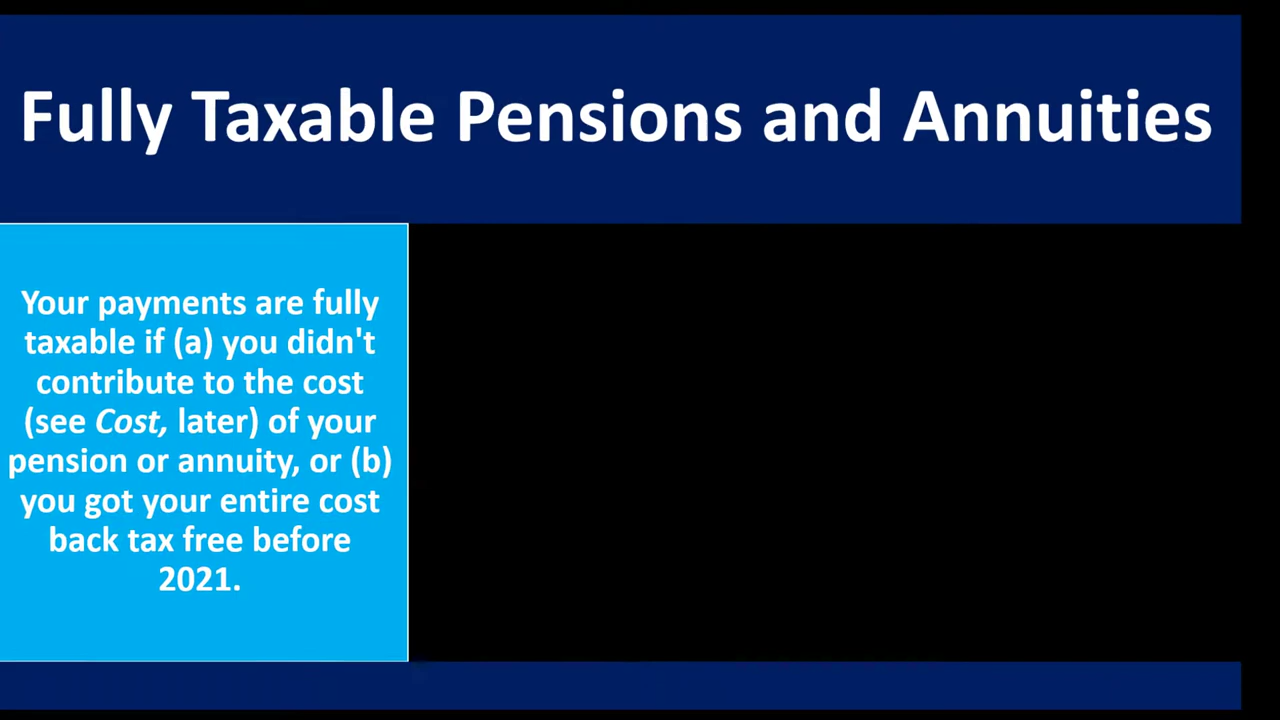 Fully Taxable Pensions and Annuities
Your payments are fully
taxable if (a) you didn't
contribute to the cost
(see Cost, later) of your
pension or annuity, or (b)
you got your entire cost
back tax free before
2021.